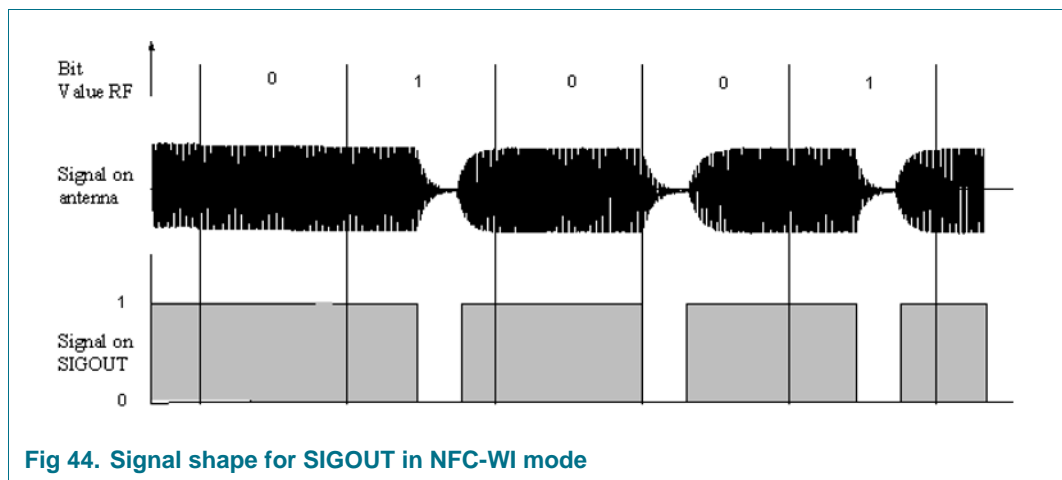 Bit
Value RF
0 1 0 0 1
Signal on
antenna
1
Signal on
SIGOUT
0
Fig 44. Signal shape for SIGOUT in NFC-WI mode